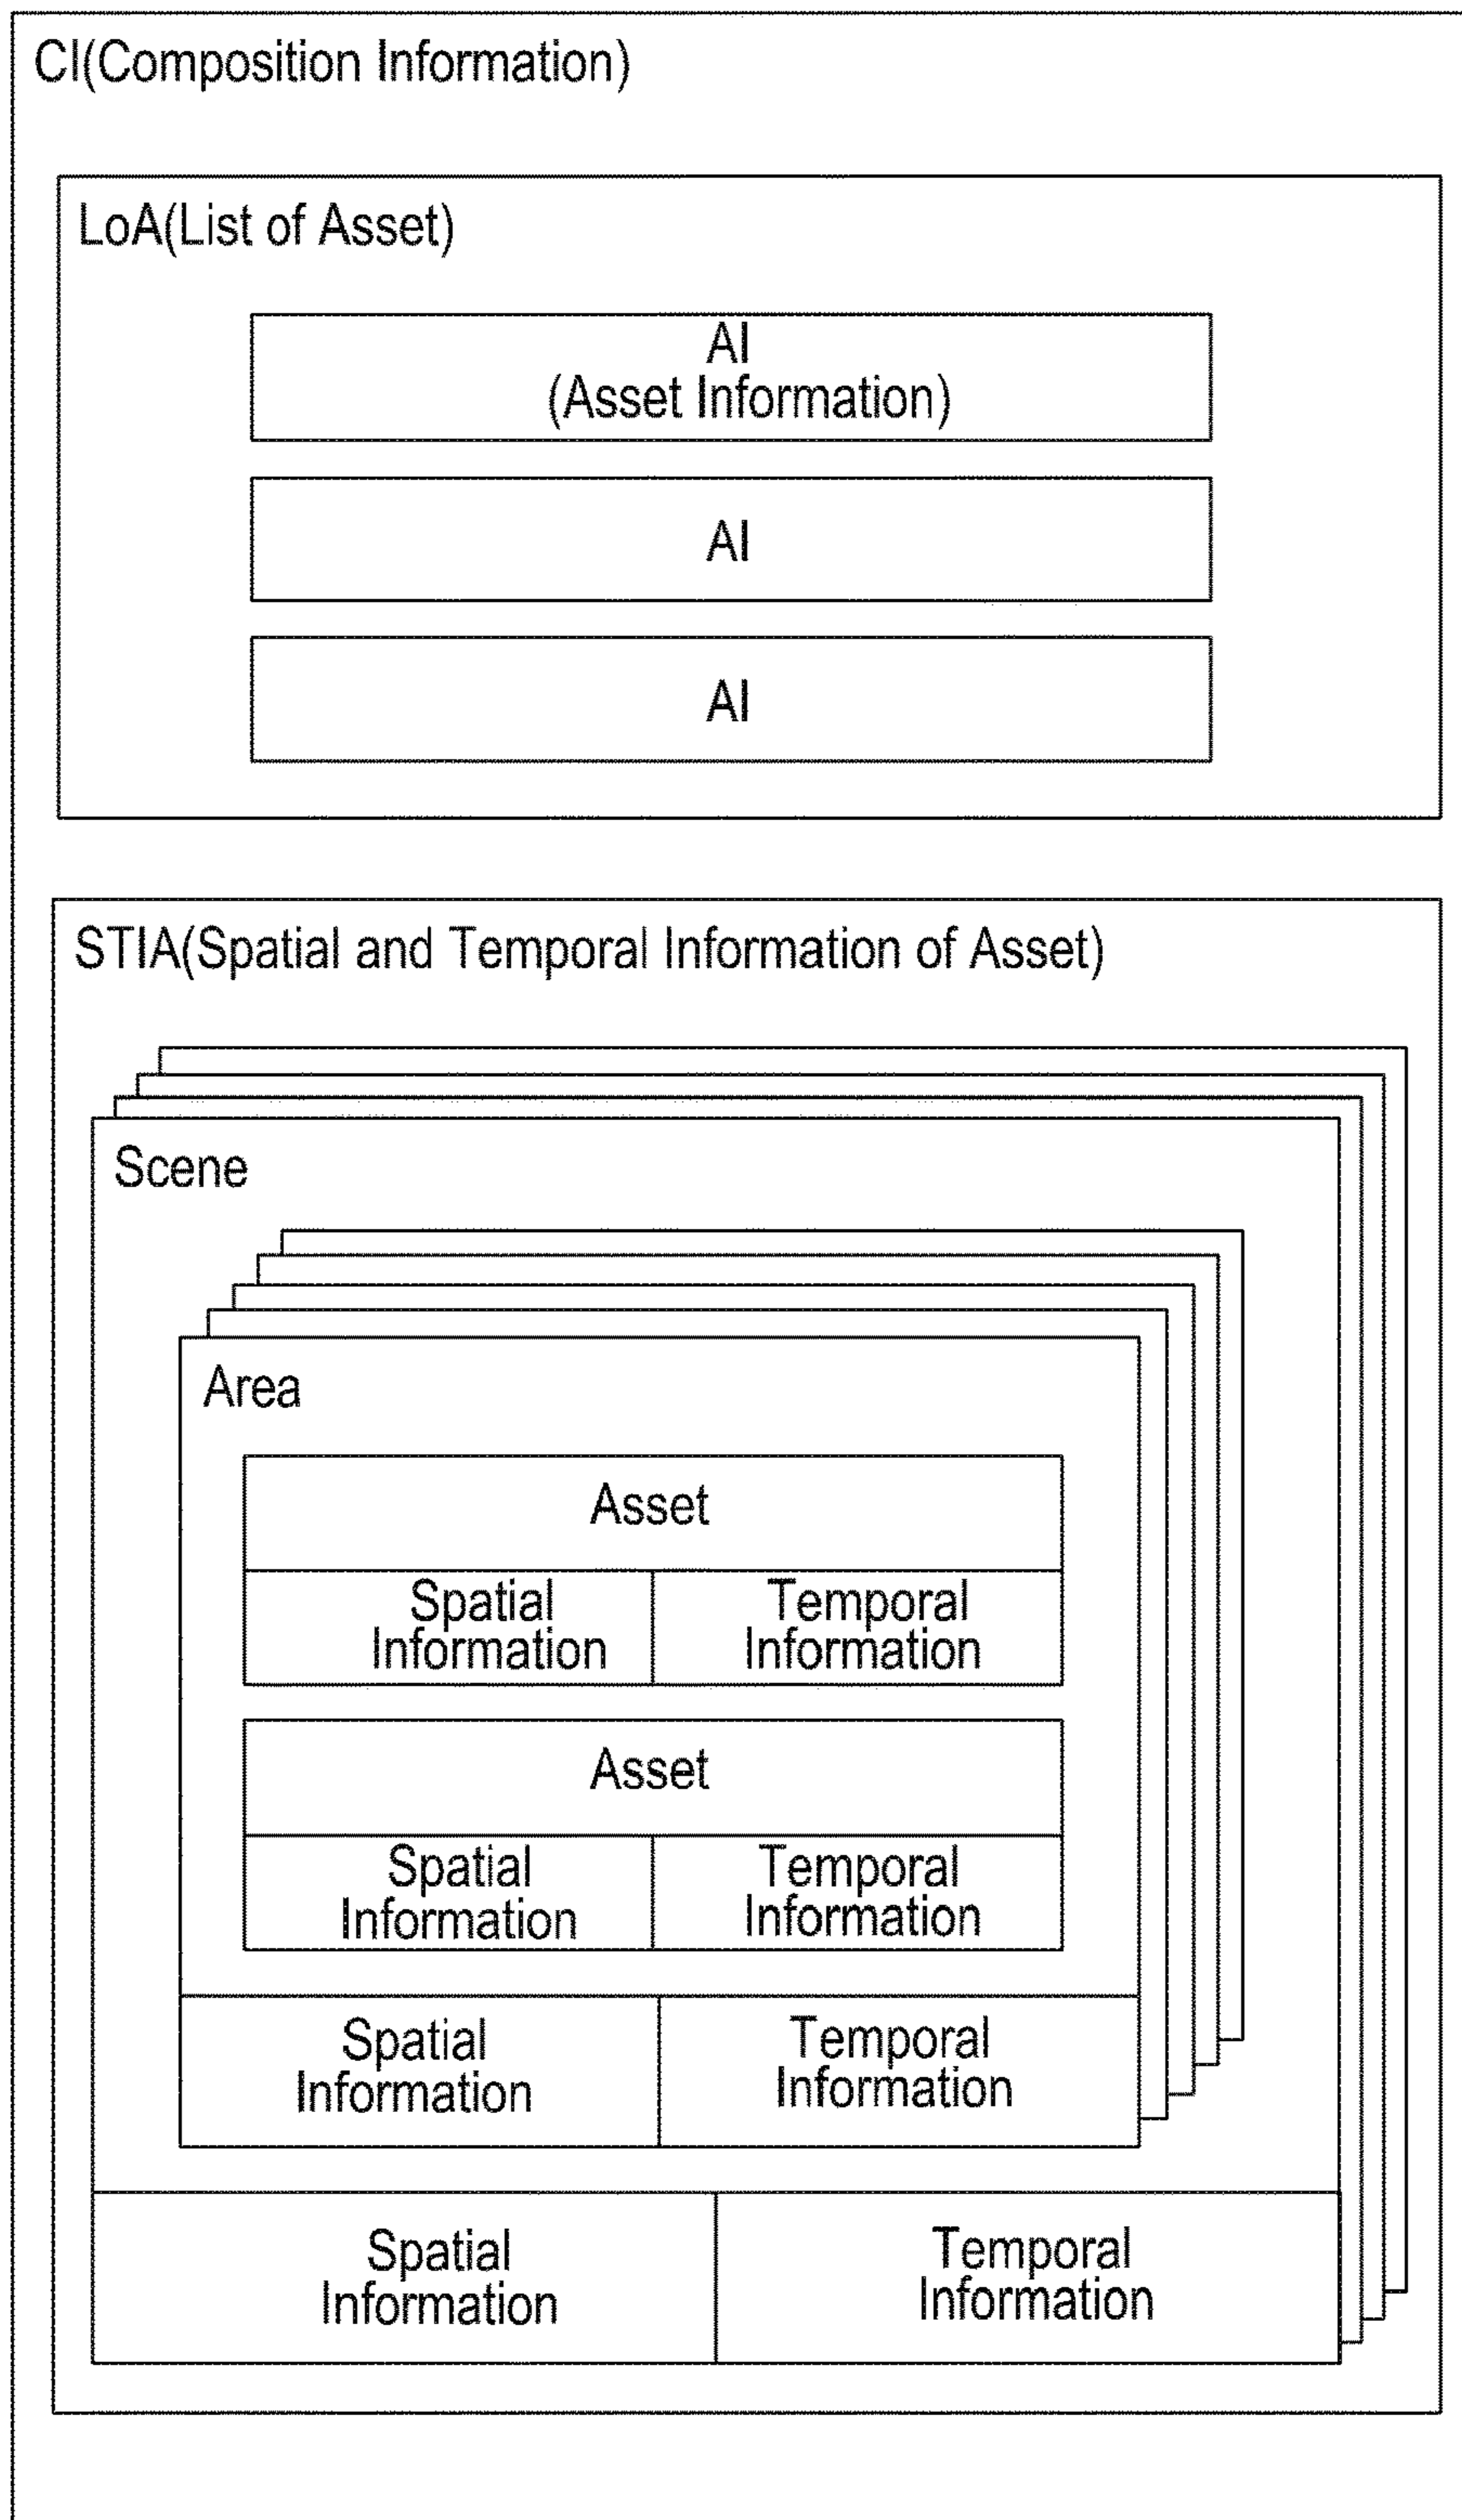 CI(Composition Information)
LoA(List of Asset)
AI
(Asset Information)
AI
AI
STIA(Spatial and Temporal Information of Asset)
Scene
Area
Asset
Spatial
Information
Temporal
Information
Asset
Spatial
Information
Temporal
Information
Spatial
Information
Temporal
Information
Spatial
Information
Temporal
Information